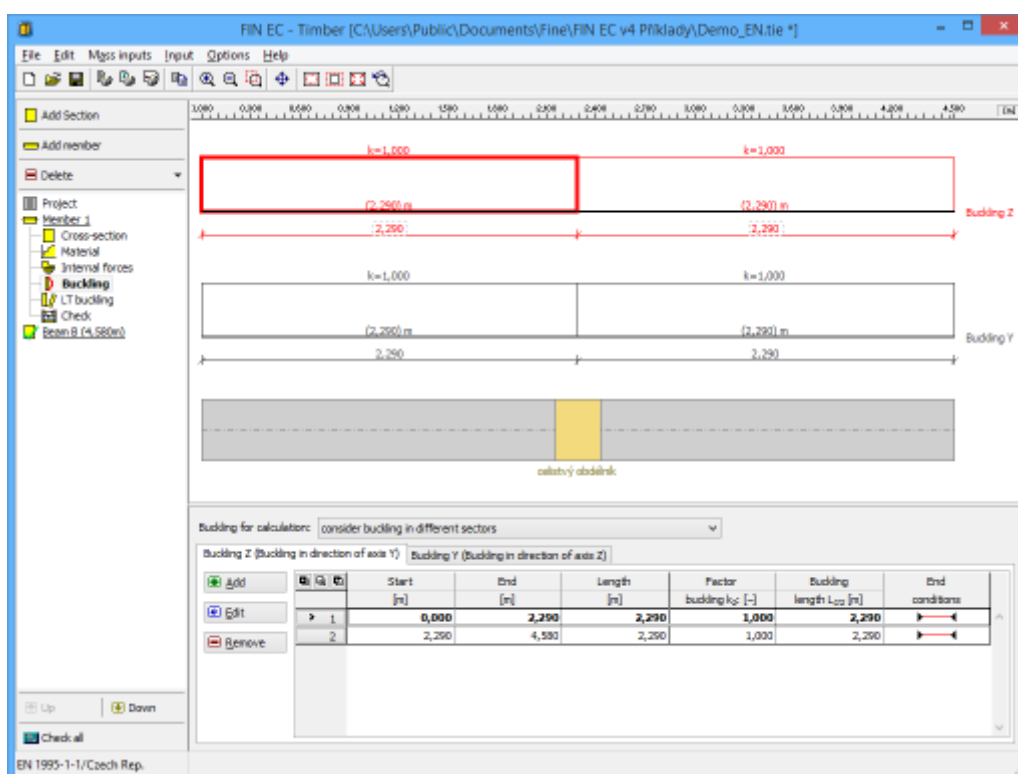 FIN EC - Timber [C:\Users\Public\Documents\Fine\FIN EC v4 Příklady\Demo_EN.tie *]
File Edit Mass inputs Input Options Help
Add Section
Add member
Delete
Project
Member 1
Cross-section
Material
Internal forces
Buckling
LT buckling
Check
Beam B (4,580m)
k=1,000 k=1,000
(2,290) m (2,290) m
Buckling Z
2,290 2,290
k=1,000 k=1,000
(2,290) m (2,290) m
Buckling Y
2,290 2,290
celistvý obdélník
Buckling for calculation: consider buckling in different sectors
Buckling Z (Buckling in direction of axis Y) Buckling Y (Buckling in direction of axis Z)
Add
Edit
Remove
Start End Length Factor Buckling End
[m] [m] [m] buckling [-] length [m] conditions
1 0,000 2,290 2,290 1,000 2,290
2 2,290 4,580 2,290 1,000 2,290
Up Down
Check all
EN 1995-1-1/Czech Rep.